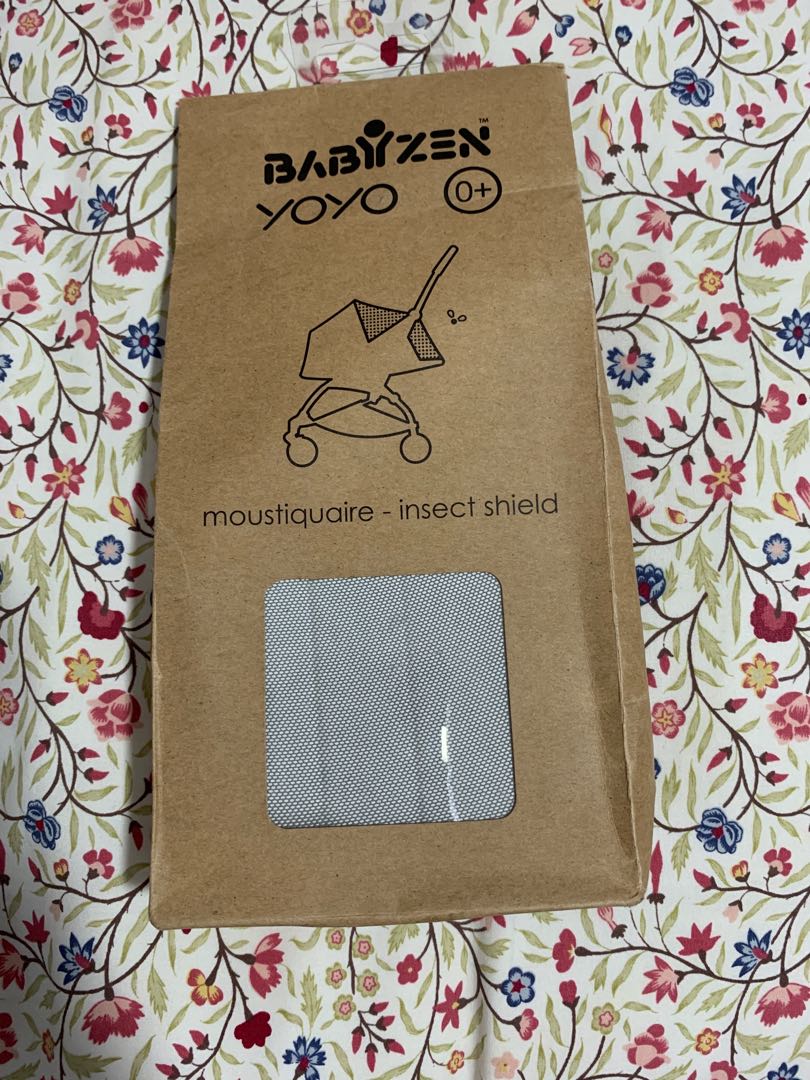 BABYZEN™
YOYO 0+
moustiquaire - insect shield